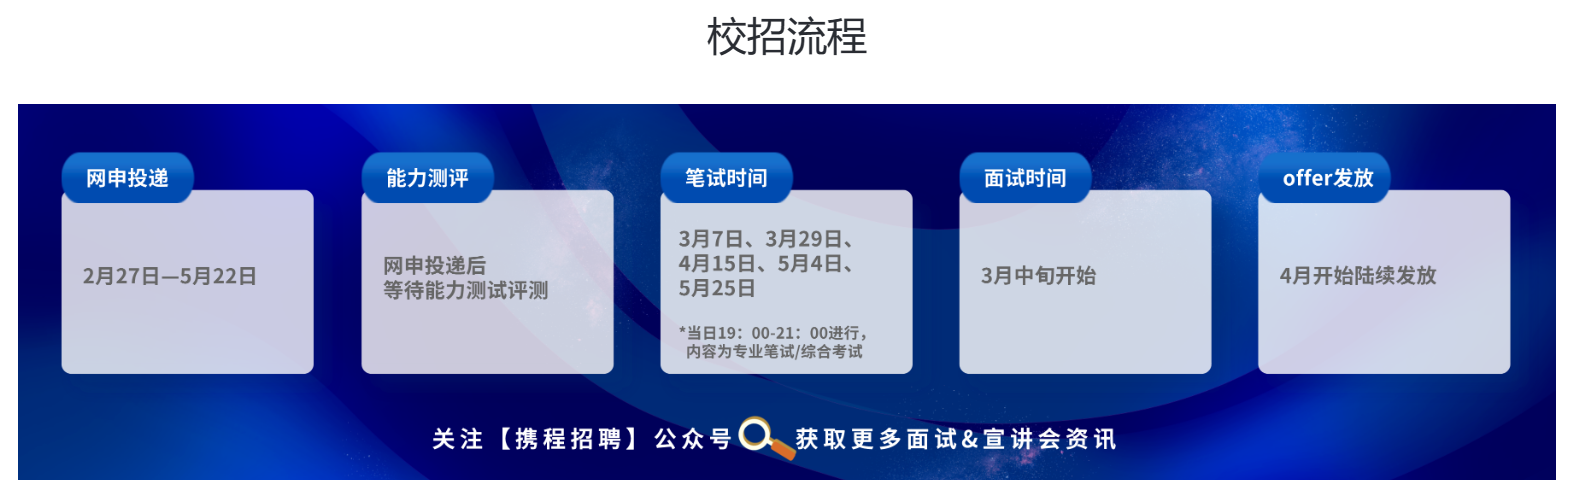 校招流程
网申投递
2月27日—5月22日
能力测评
网申投递后
等待能力测试评测
笔试时间
3月7日、3月29日、
4月15日、5月4日、
5月25日
*当日19：00-21：00进行，
内容为专业笔试/综合考试
面试时间
3月中旬开始
offer发放
4月开始陆续发放
关注【携程招聘】公众号 获取更多面试&宣讲会资讯